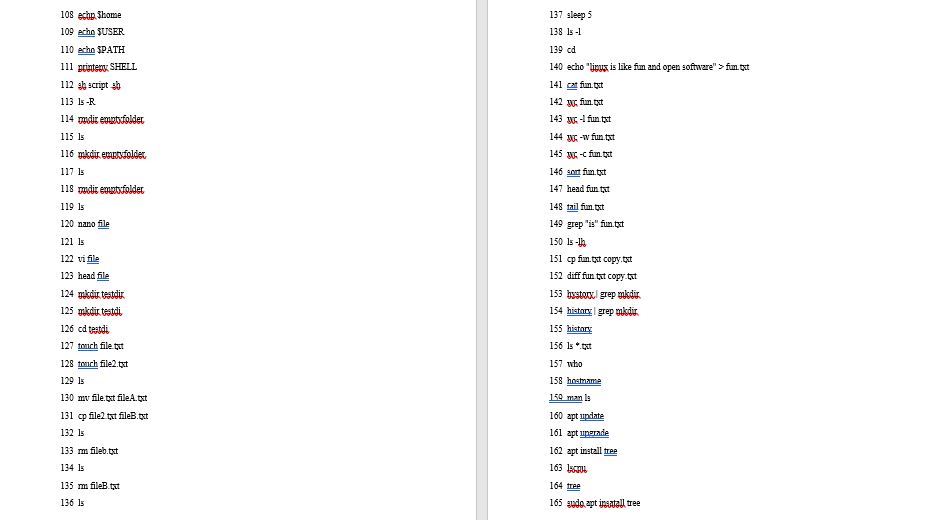 108 echp $home
109 echo $USER
110 echo $PATH
111 printenv SHELL
112 sh script .sh
113 ls -R
114 rmdir emptyfolder
115 ls
116 mkdir emptyfolder
117 ls
118 rmdir emptyfolder
119 ls
120 nano file
121 ls
122 vi file
123 head file
124 mkdir testdir
125 mkdir testdi
126 cd testdi
127 touch file.txt
128 touch file2.txt
129 ls
130 mv file.txt fileA.txt
131 cp file2.txt fileB.txt
132 ls
133 rm fileb.txt
134 ls
135 rm fileB.txt
136 ls
137 sleep 5
138 ls -l
139 cd
140 echo "linux is like fun and open software" > fun.txt
141 cat fun.txt
142 wc fun.txt
143 wc -l fun.txt
144 wc -w fun.txt
145 wc -c fun.txt
146 sort fun.txt
147 head fun.txt
148 tail fun.txt
149 grep "is" fun.txt
150 ls -lh
151 cp fun.txt copy.txt
152 diff fun.txt copy.txt
153 hystory | grep mkdir
154 history | grep mkdir
155 history
156 ls *.txt
157 who
158 hostname
159 man ls
160 apt update
161 apt upgrade
162 apt install tree
163 lscpu
164 tree
165 sudo apt insatall tree